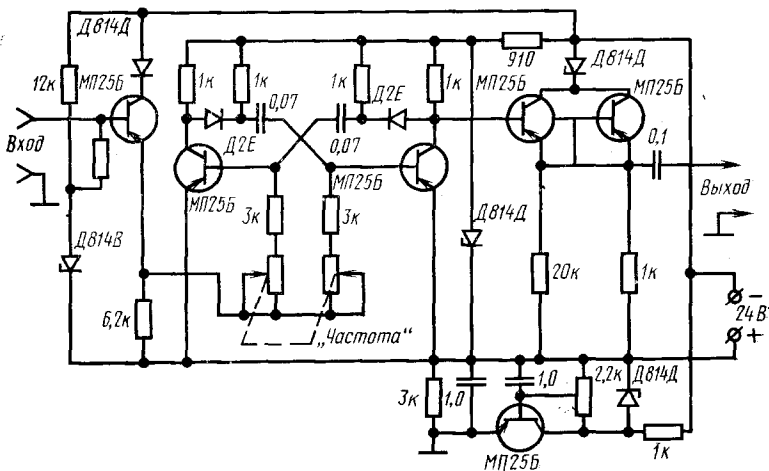 Д814Д
910
Д814Д
12к
МП25Б
1к
1к
1к
Д2Е
1к
МП25Б
МП25Б
0,07
Вход
Д2Е
0,07
0,1
МП25Б
МП25Б
Выход
3к
3к
Д814Д
Д814В
20к
1к
6,2к
„Частота“
24В
3к
1,0
1,0
2,2к
Д814Д
МП25Б
1к